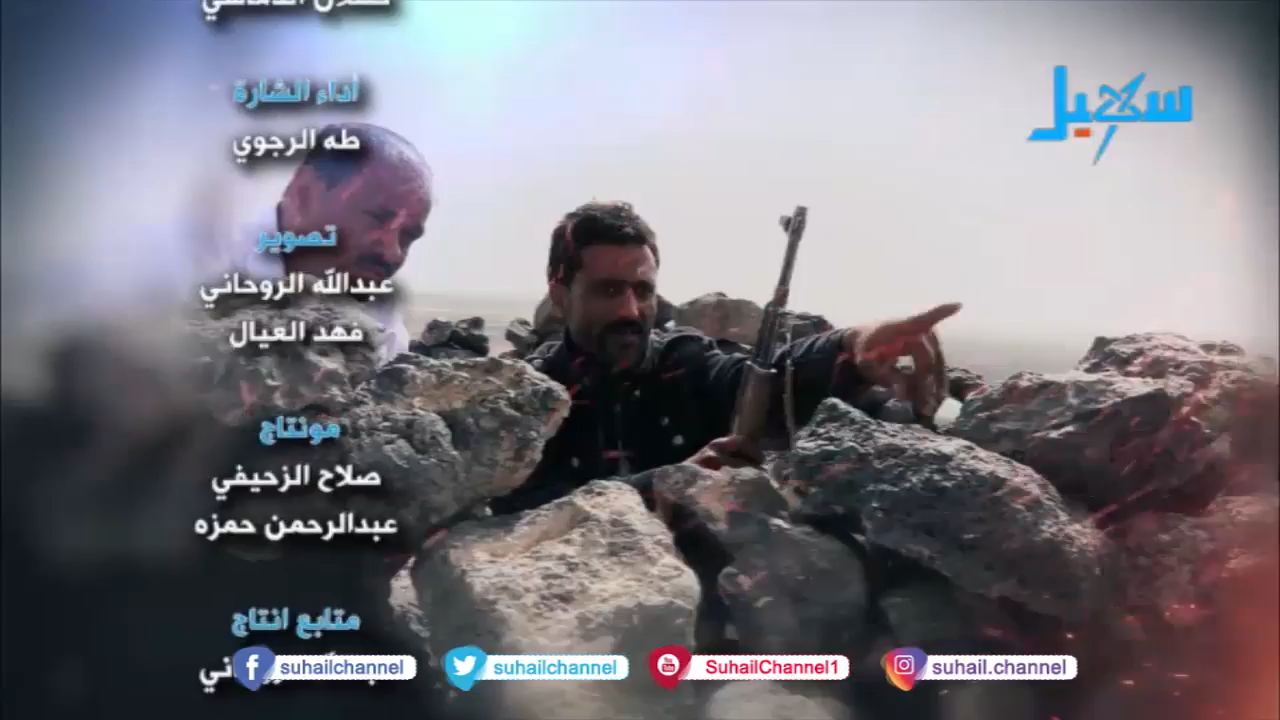 أداء الشارة
طه الرجوي
تصوير
عبدالله الروحاني
فهد العيال
مونتاج
صلاح الزحيفي
عبدالرحمن حمزه
متابع انتاج
سهيل
suhailchannel
suhailchannel
SuhailChannel1
suhail.channel